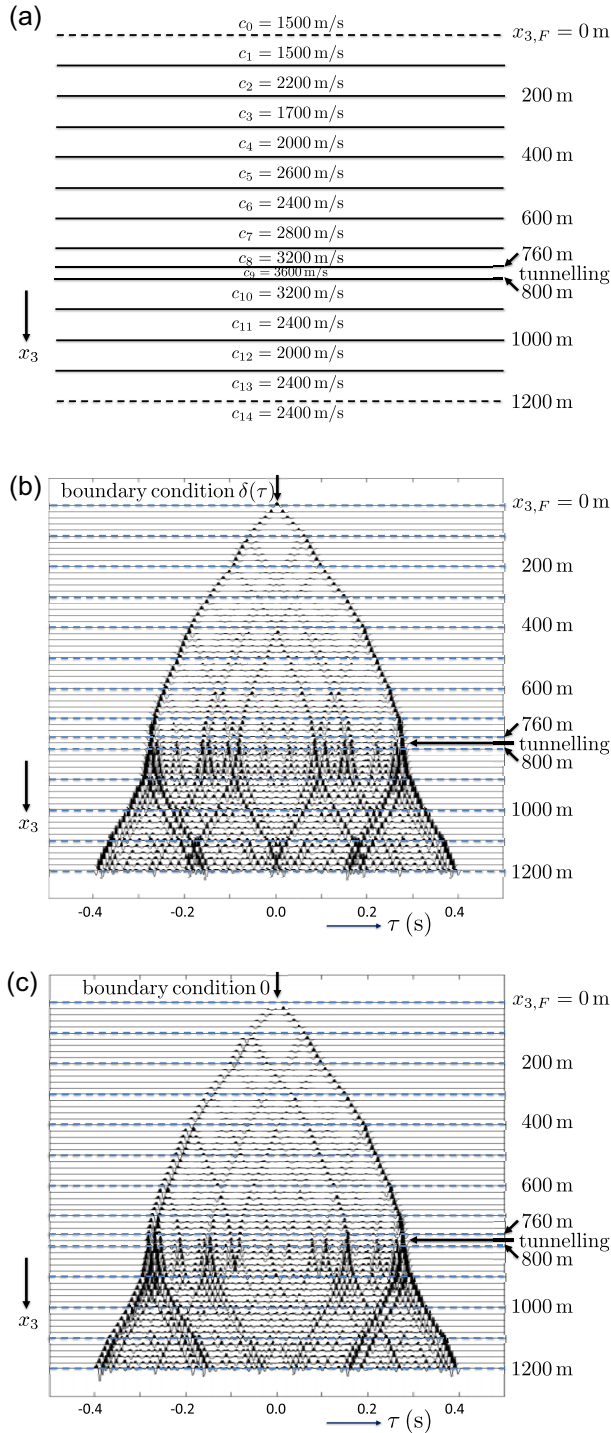 (a)
c₀ = 1500 m/s
x₃,F = 0 m
c₁ = 1500 m/s
c₂ = 2200 m/s
200 m
c₃ = 1700 m/s
c₄ = 2000 m/s
400 m
c₅ = 2600 m/s
c₆ = 2400 m/s
600 m
c₇ = 2800 m/s
760 m
c₈ = 3200 m/s
tunnelling
c₉ = 3600 m/s
800 m
c₁₀ = 3200 m/s
c₁₁ = 2400 m/s
1000 m
x₃
c₁₂ = 2000 m/s
c₁₃ = 2400 m/s
1200 m
c₁₄ = 2400 m/s
(b)
boundary condition δ(τ)
x₃,F = 0 m
200 m
400 m
600 m
760 m
tunnelling
800 m
x₃
1000 m
1200 m
-0.4 -0.2 0.0 0.2 0.4
τ (s)
(c)
boundary condition 0
x₃,F = 0 m
200 m
400 m
600 m
760 m
tunnelling
800 m
x₃
1000 m
1200 m
-0.4 -0.2 0.0 0.2 0.4
τ (s)